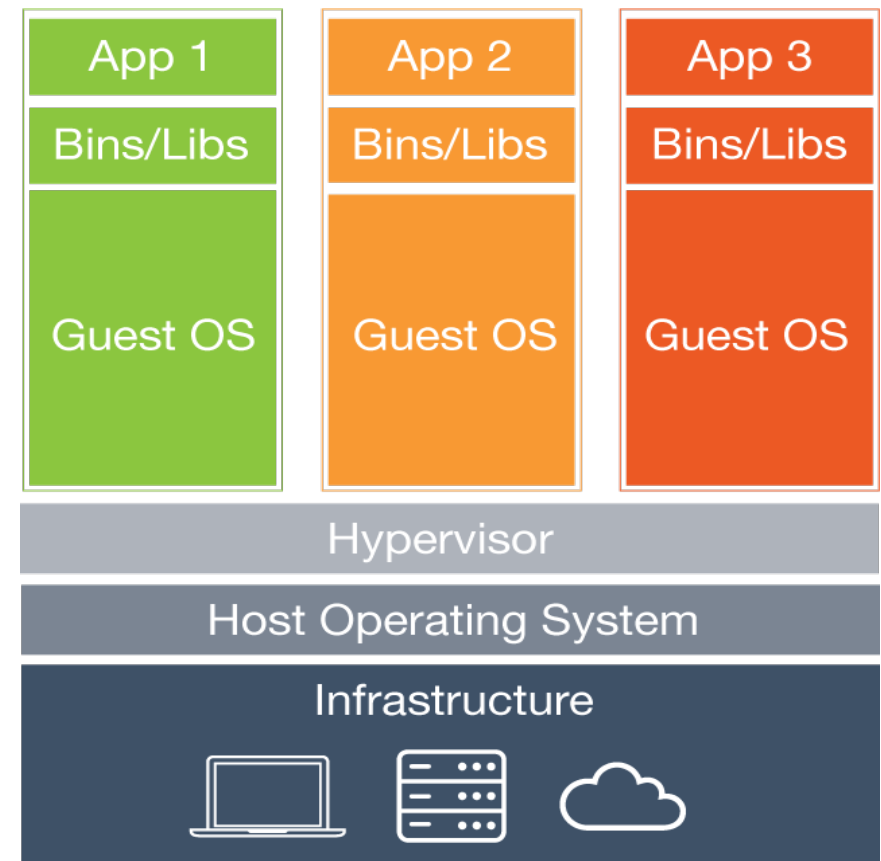 App 1
App 2
App 3
Bins/Libs
Bins/Libs
Bins/Libs
Guest OS
Guest OS
Guest OS
Hypervisor
Host Operating System
Infrastructure